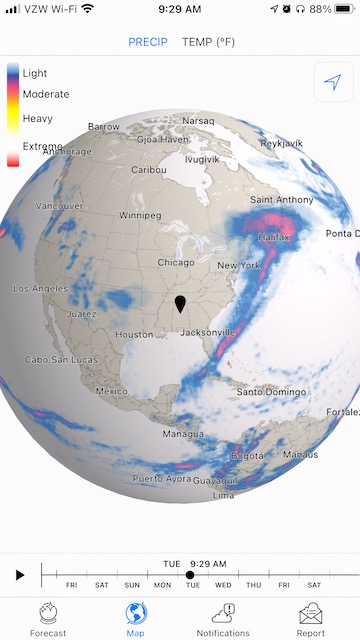 VZW Wi-Fi 9:29 AM 88%
PRECIP TEMP (°F)
Light
Moderate
Heavy
Extreme
Barrow
Narsaq
Gjoa Haven
Reykjavik
Anchorage
Ivugivik
Caribou
Saint Anthony
Vancouver
Winnipeg
Halifax
Ponta D
Chicago
New York
Los Angeles
Juarez
Houston
Jacksonville
Cabo San Lucas
Mexico
Santo Domingo
Fortalez
Managua
Bogotá
Manaus
Puerto Ayora
Guayaquil
Lima
TUE 9:29 AM
FRI SAT SUN MON TUE WED THU FRI SAT
Forecast Map Notifications Report